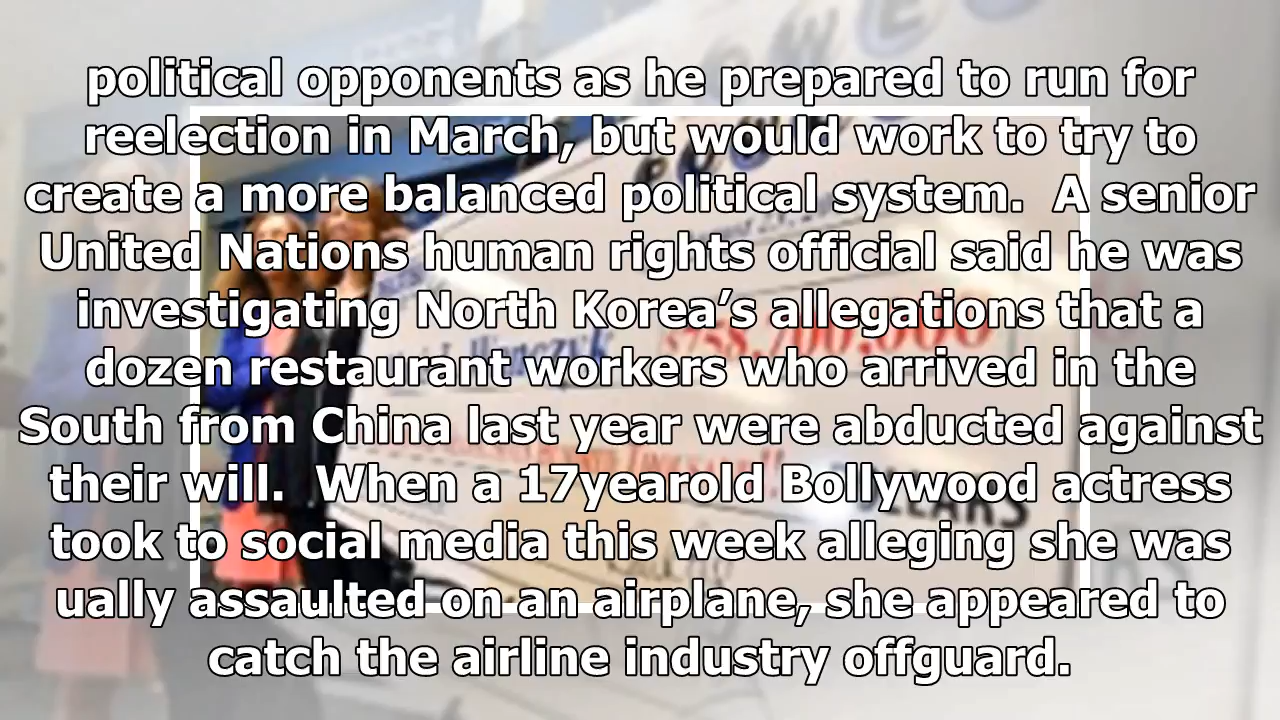 political opponents as he prepared to run for
reelection in March, but would work to try to
create a more balanced political system.  A senior
United Nations human rights official said he was
investigating North Korea’s allegations that a
dozen restaurant workers who arrived in the
South from China last year were abducted against
their will.  When a 17yearold Bollywood actress
took to social media this week alleging she was
ually assaulted on an airplane, she appeared to
catch the airline industry offguard.